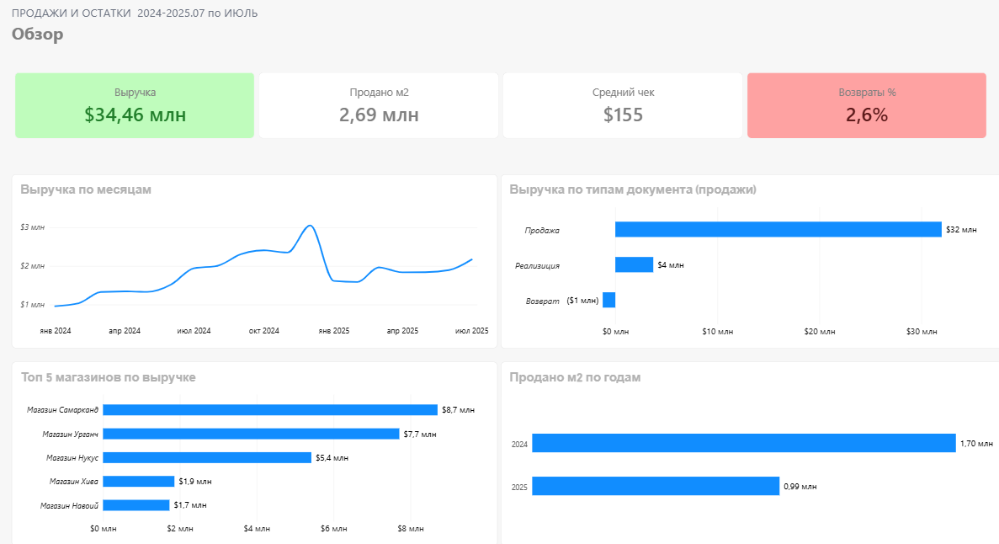 ПРОДАЖИ И ОСТАТКИ 2024-2025.07 по ИЮЛЬ
Обзор
Выручка
$34,46 млн
Продано м2
2,69 млн
Средний чек
$155
Возвраты %
2,6%
Выручка по месяцам
$3 млн
$2 млн
$1 млн
янв 2024 апр 2024 июл 2024 окт 2024 янв 2025 апр 2025 июл 2025
Выручка по типам документа (продажи)
Продажа $32 млн
Реализиция $4 млн
Возврат ($1 млн)
$0 млн $10 млн $20 млн $30 млн
Топ 5 магазинов по выручке
Магазин Самарканд $8,7 млн
Магазин Урганч $7,7 млн
Магазин Нукус $5,4 млн
Магазин Хива $1,9 млн
Магазин Навоий $1,7 млн
$0 млн $2 млн $4 млн $6 млн $8 млн
Продано м2 по годам
2024 1,70 млн
2025 0,99 млн